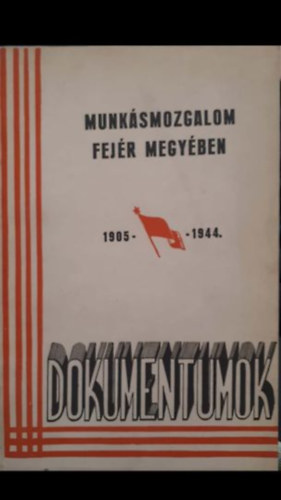 MUNKÁSMOZGALOM
FEJÉR MEGYÉBEN
1905- -1944.
DOKUMENTUMOK